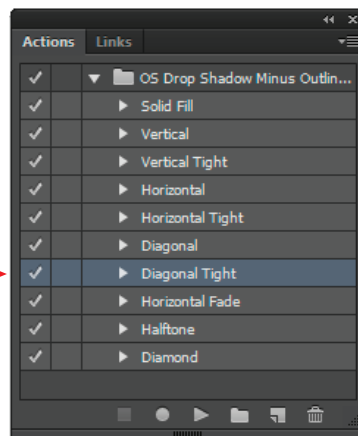 Actions Links
OS Drop Shadow Minus Outlin...
Solid Fill
Vertical
Vertical Tight
Horizontal
Horizontal Tight
Diagonal
Diagonal Tight
Horizontal Fade
Halftone
Diamond